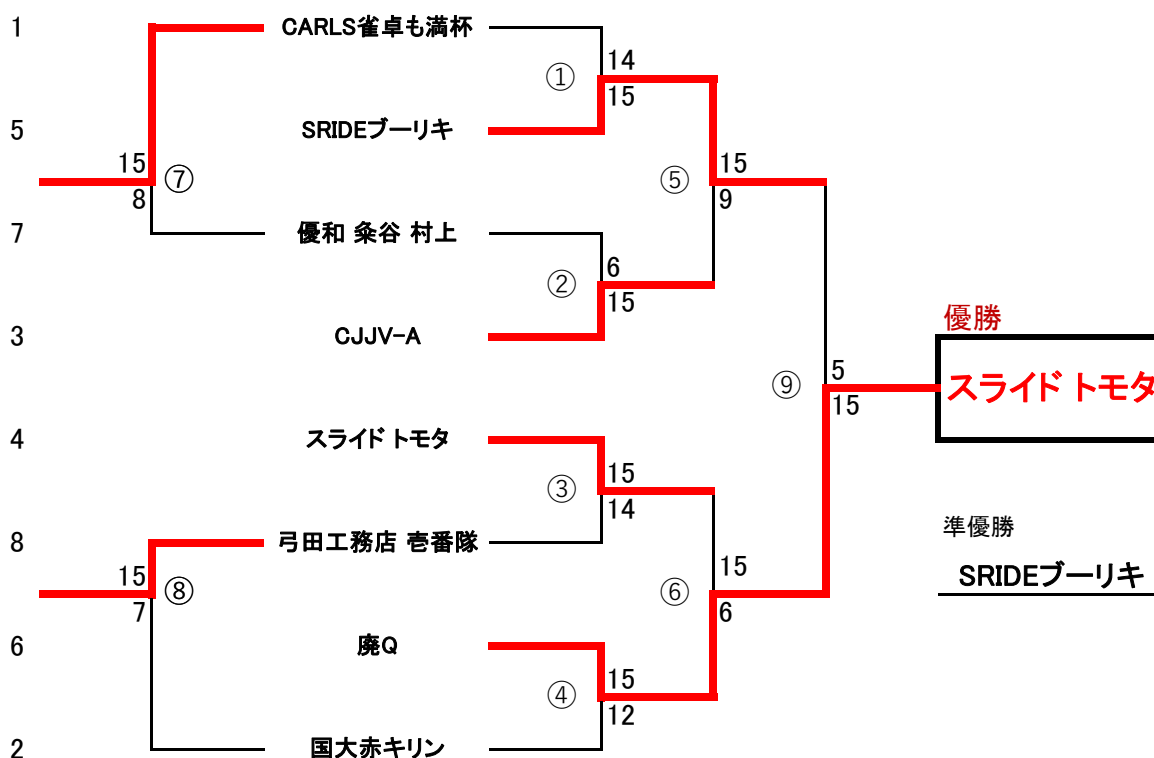 1 CARLS雀卓も満杯
① 14
15
5 SRIDEブーリキ
15 ⑦ ⑤ 15
8 9
7 優和 粂谷 村上
② 6
15
3 CJJV-A
優勝
⑨ 5
15
スライド トモタ
4 スライド トモタ
③ 15
14
準優勝
8 弓田工務店 壱番隊
15 ⑧ ⑥ 15
7 6
SRIDEブーリキ
6 廃Q
④ 15
12
2 国大赤キリン